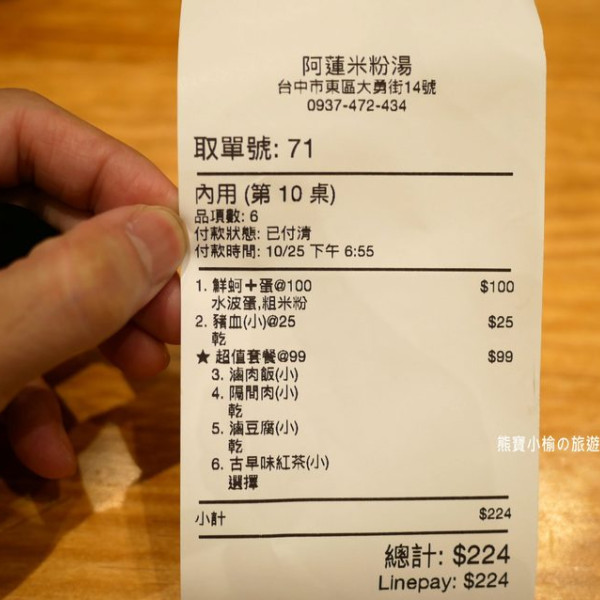 阿蓮米粉湯
台中市東區大勇街14號
0937-472-434
取單號: 71
內用 (第 10 桌)
品項數: 6
付款狀態: 已付清
付款時間: 10/25 下午 6:55
1. 鮮蚵＋蛋@100 $100
水波蛋,粗米粉
2. 豬血(小)@25 $25
乾
★ 超值套餐@99 $99
3. 滷肉飯(小)
4. 隔間肉(小)
乾
5. 滷豆腐(小)
乾
6. 古早味紅茶(小)
選擇
小計 $224
總計: $224
Linepay: $224
熊寶小榆の旅遊